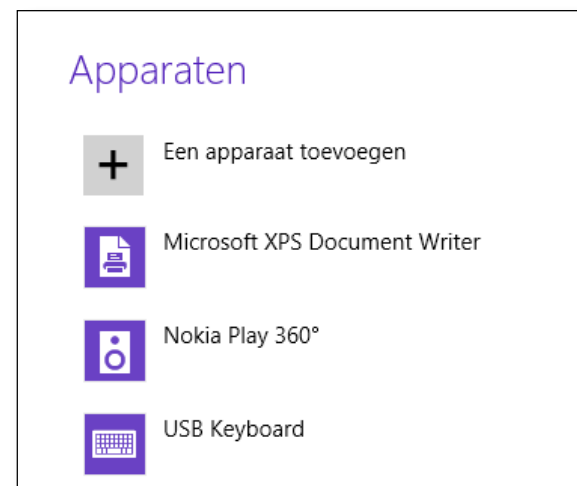 Apparaten
Een apparaat toevoegen
Microsoft XPS Document Writer
Nokia Play 360°
USB Keyboard